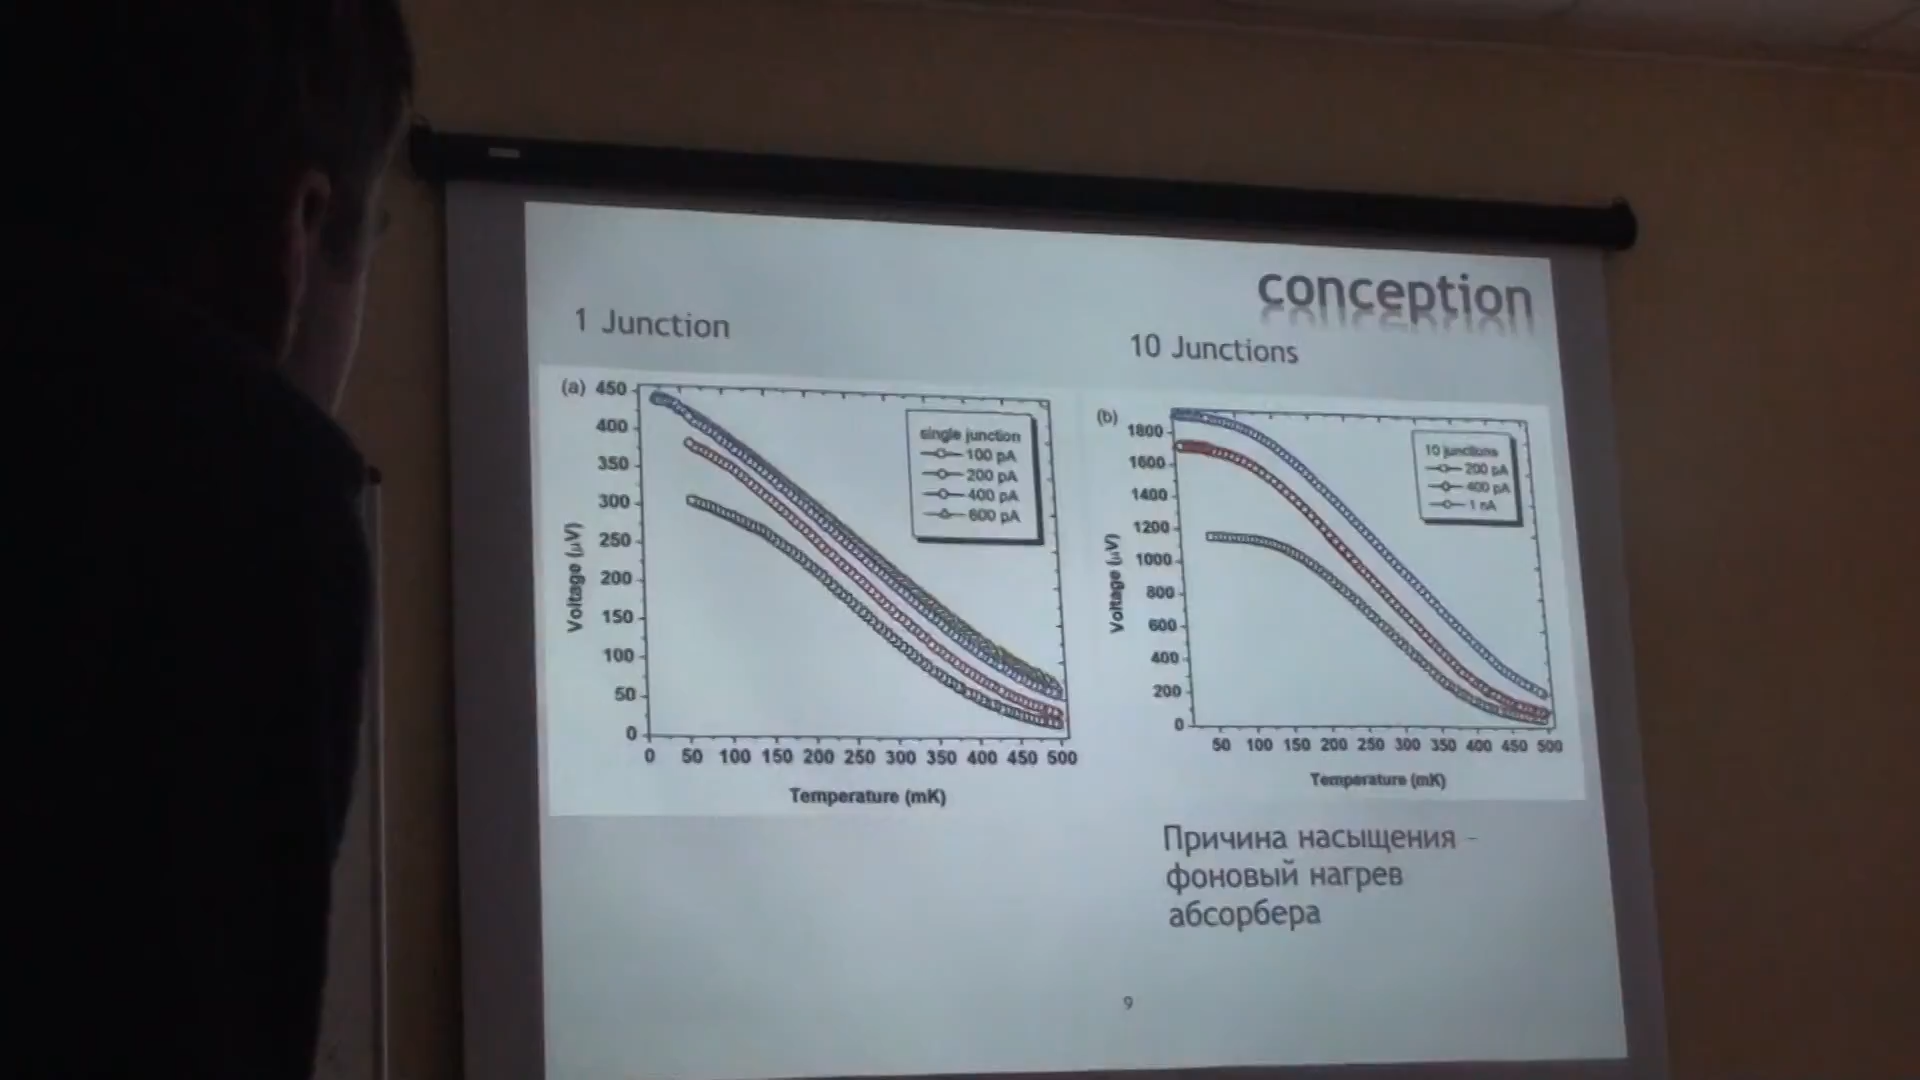 conception
1 Junction
10 Junctions
(a)
450
400
350
300
250
200
150
100
50
0
Voltage (μV)
single junction
100 pA
200 pA
400 pA
600 pA
0 50 100 150 200 250 300 350 400 450 500
Temperature (mK)
(b)
1800
1600
1400
1200
1000
800
600
400
200
0
Voltage (μV)
10 junctions
200 pA
400 pA
1 nA
50 100 150 200 250 300 350 400 450 500
Temperature (mK)
Причина насыщения -
фоновый нагрев
абсорбера
9